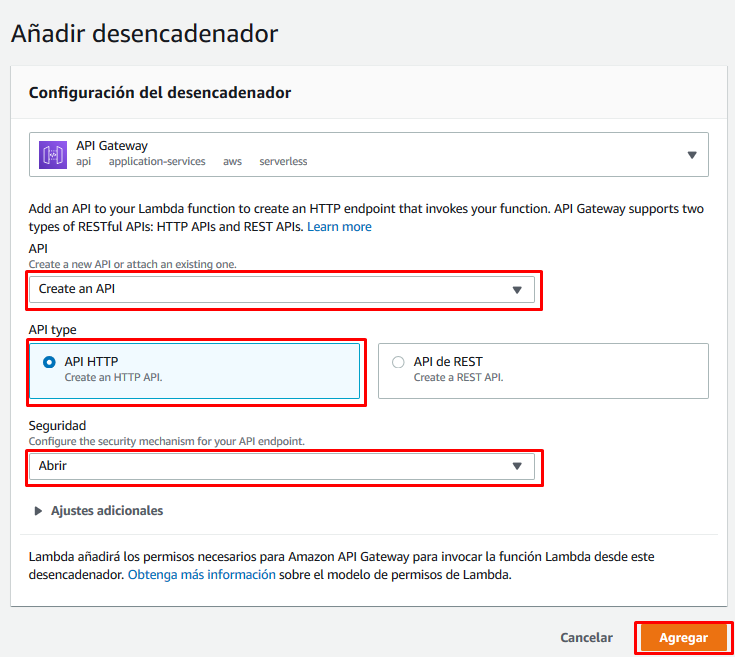 Añadir desencadenador
Configuración del desencadenador
API Gateway
api application-services aws serverless
Add an API to your Lambda function to create an HTTP endpoint that invokes your function. API Gateway supports two
types of RESTful APIs: HTTP APIs and REST APIs. Learn more
API
Create a new API or attach an existing one.
Create an API
API type
API HTTP
Create an HTTP API.
API de REST
Create a REST API.
Seguridad
Configure the security mechanism for your API endpoint.
Abrir
Ajustes adicionales
Lambda añadirá los permisos necesarios para Amazon API Gateway para invocar la función Lambda desde este
desencadenador. Obtenga más información sobre el modelo de permisos de Lambda.
Cancelar
Agregar